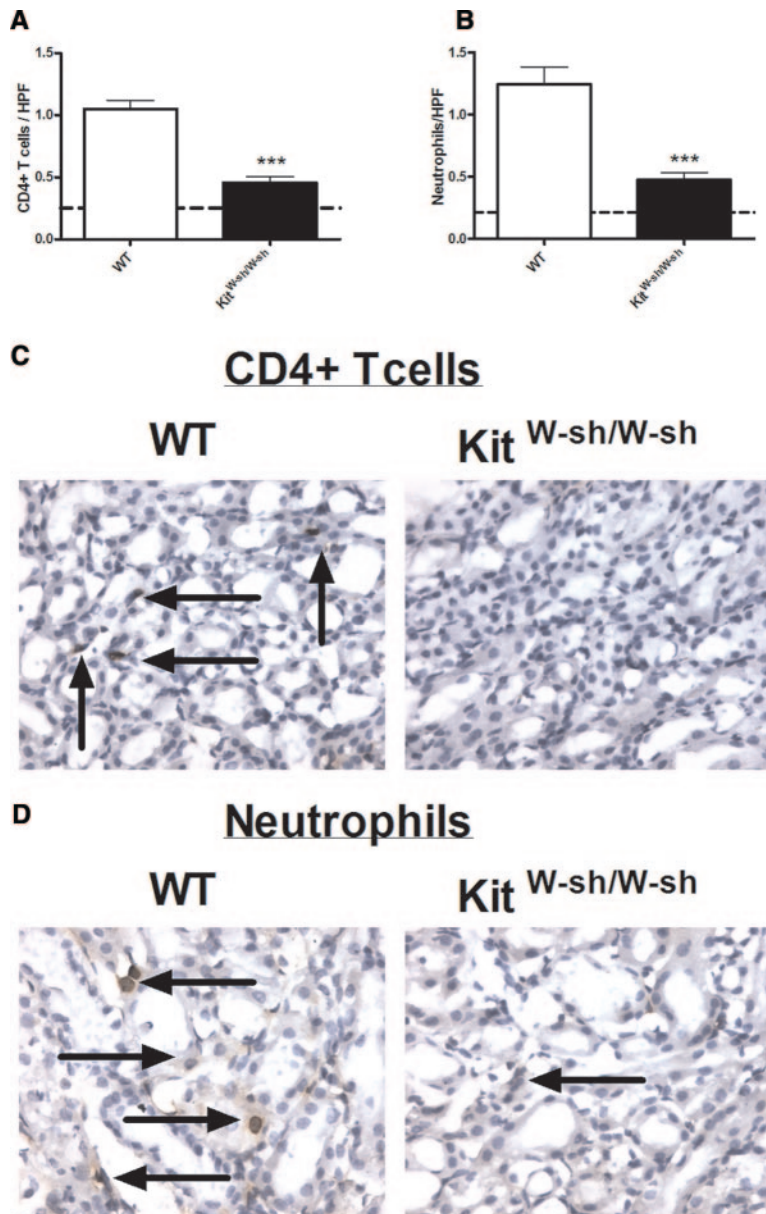 A
CD4+ T cells / HPF
1.5
1.0
0.5
0.0
***
WT
Kit W-sh/W-sh
B
Neutrophils/HPF
1.5
1.0
0.5
0.0
***
WT
Kit W-sh/W-sh
C
CD4+ Tcells
WT
Kit W-sh/W-sh
D
Neutrophils
WT
Kit W-sh/W-sh